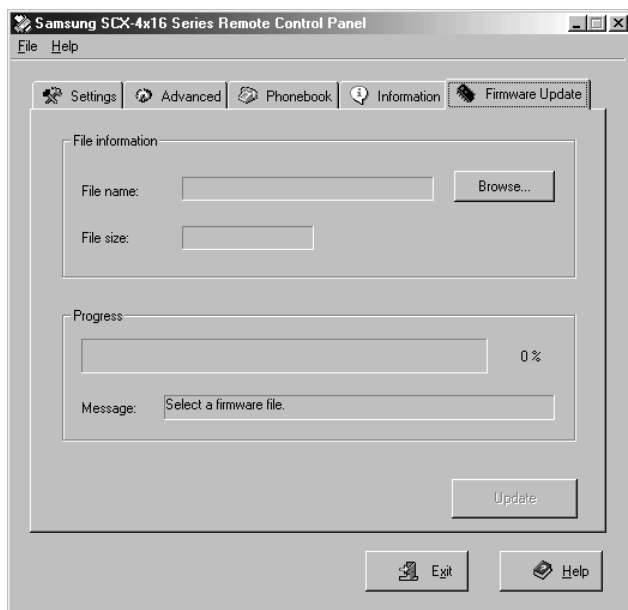 Samsung SCX-4x16 Series Remote Control Panel
File Help
Settings Advanced Phonebook Information Firmware Update
File information
File name: Browse...
File size:
Progress
0 %
Message: Select a firmware file.
Update
Exit Help